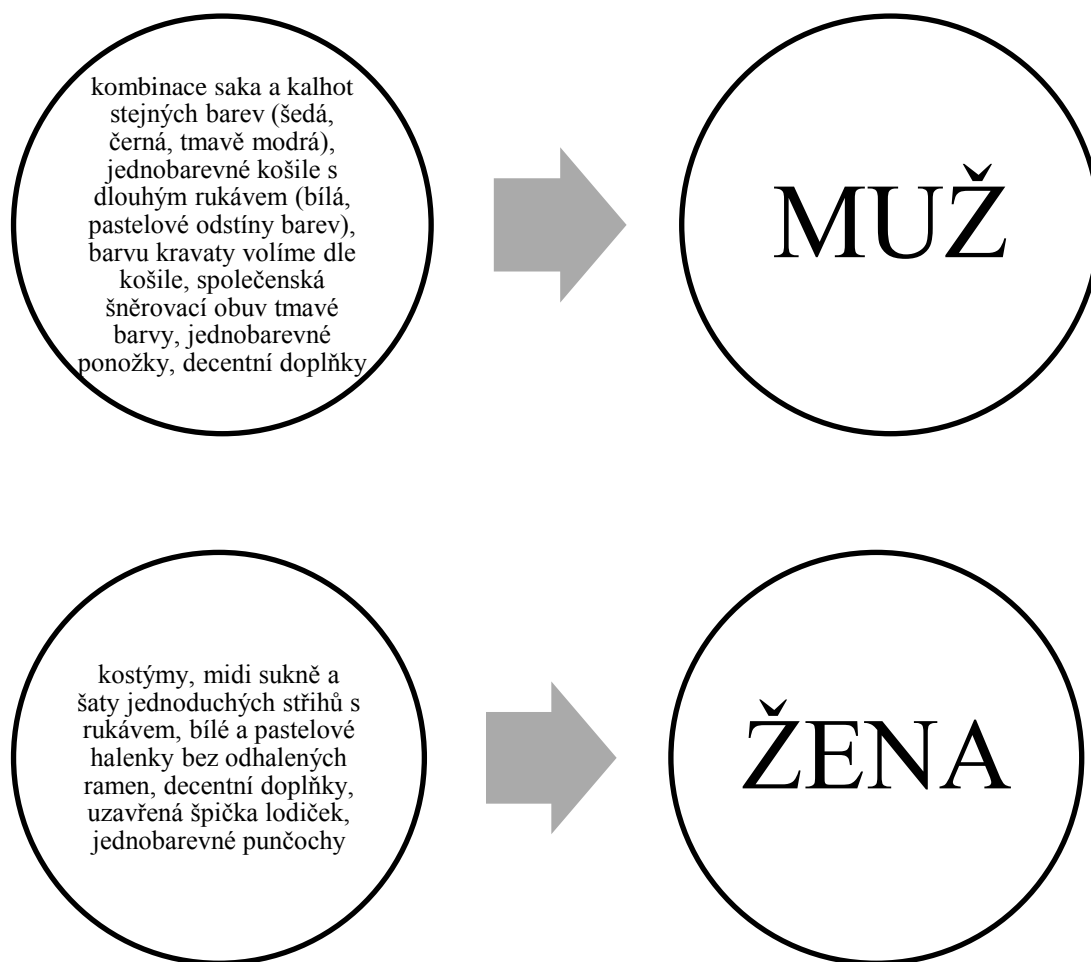 kombinace saka a kalhot
stejných barev (šedá,
černá, tmavě modrá),
jednobarevné košile s
dlouhým rukávem (bílá,
pastelové odstíny barev),
barvu kravaty volíme dle
košile, společenská
šněrovací obuv tmavé
barvy, jednobarevné
ponožky, decentní doplňky
MUŽ
kostýmy, midi sukně a
šaty jednoduchých střihů s
rukávem, bílé a pastelové
halenky bez odhalených
ramen, decentní doplňky,
uzavřená špička lodiček,
jednobarevné punčochy
ŽENA